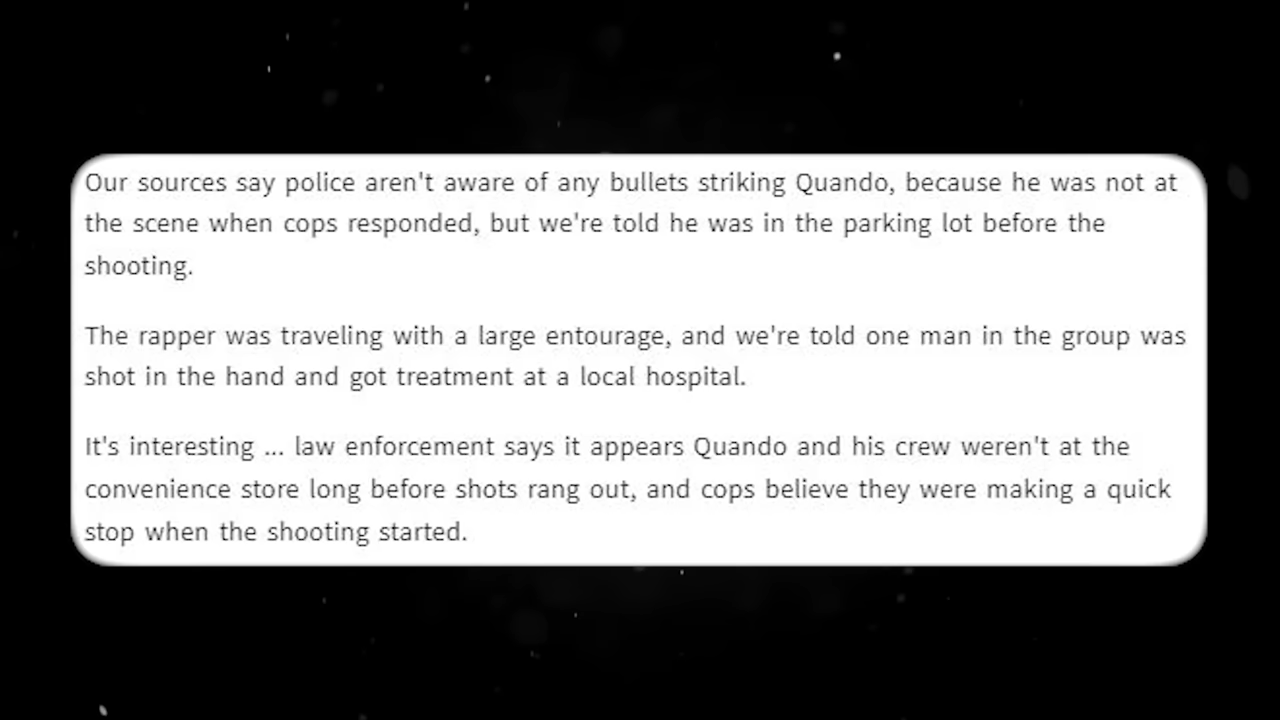 Our sources say police aren't aware of any bullets striking Quando, because he was not at
the scene when cops responded, but we're told he was in the parking lot before the
shooting.
The rapper was traveling with a large entourage, and we're told one man in the group was
shot in the hand and got treatment at a local hospital.
It's interesting ... law enforcement says it appears Quando and his crew weren't at the
convenience store long before shots rang out, and cops believe they were making a quick
stop when the shooting started.